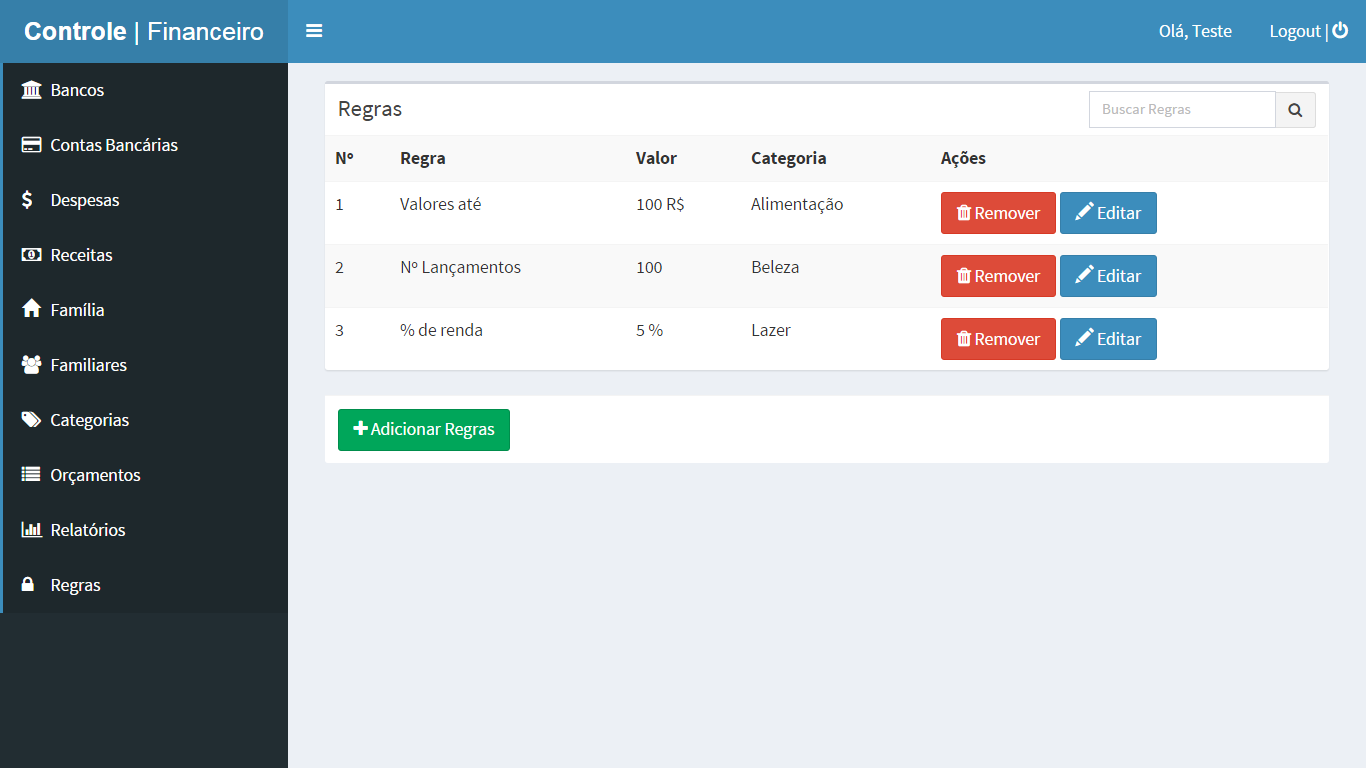 Controle | Financeiro
Olá, Teste
Logout |
Bancos
Contas Bancárias
Despesas
Receitas
Família
Familiares
Categorias
Orçamentos
Relatórios
Regras
Regras
Buscar Regras
Nº Regra Valor Categoria Ações
1 Valores até 100 R$ Alimentação Remover Editar
2 Nº Lançamentos 100 Beleza Remover Editar
3 % de renda 5 % Lazer Remover Editar
Adicionar Regras